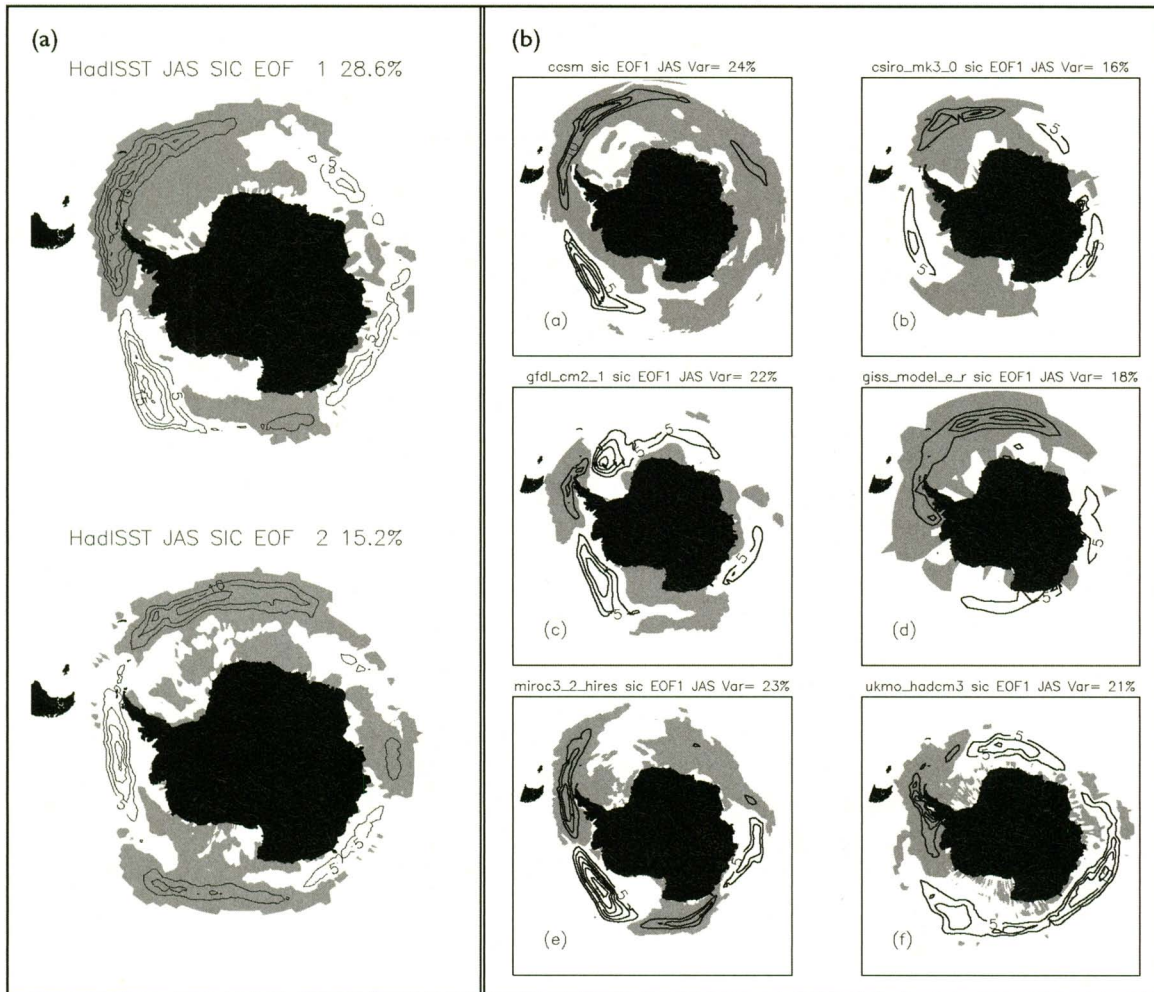 (a)
HadISST JAS SIC EOF 1 28.6%
HadISST JAS SIC EOF 2 15.2%
(b)
ccsm sic EOF1 JAS Var= 24%
(a)
5
csiro_mk3_0 sic EOF1 JAS Var= 16%
(b)
5
5
5
gfdl_cm2_1 sic EOF1 JAS Var= 22%
(c)
5
5
giss_model_e_r sic EOF1 JAS Var= 18%
(d)
5
5
miroc3_2_hires sic EOF1 JAS Var= 23%
(e)
5
5
ukmo_hadcm3 sic EOF1 JAS Var= 21%
(f)
5
5
5